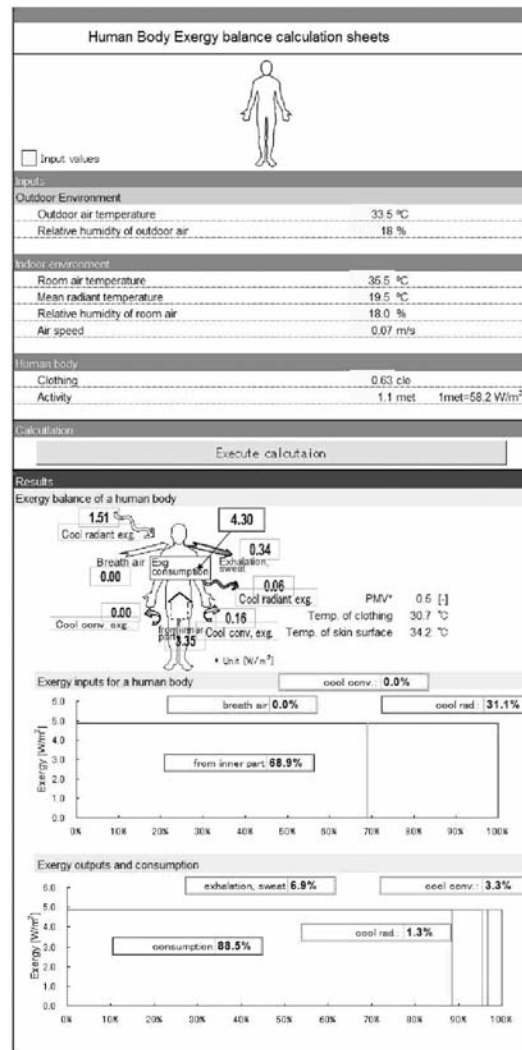 Human Body Exergy balance calculation sheets
Input values
Inputs
Outdoor Environment
Outdoor air temperature 33.5 ºC
Relative humidity of outdoor air 18 %
Indoor environment
Room air temperature 35.5 ºC
Mean radiant temperature 19.5 ºC
Relative humidity of room air 18.0 %
Air speed 0.07 m/s
Human body
Clothing 0.63 clo
Activity 1.1 met 1met=58.2 W/m²
Calcutlation
Execute calcutaion
Results
Exergy balance of a human body
1.51 4.30
Cool radiant exg.
0.34
Breath air Exg consumption Exhalation, sweat
0.00
0.06
Cool radiant exg. PMV* 0.5 [-]
0.00 0.16 Temp. of clothing 30.7 ℃
Cool conv. exg. from inner part Cool conv, exg. Temp. of skin surface 34.2 ℃
3.35
* Unit [W/m²]
Exergy inputs for a human body cool conv.: 0.0%
breath air 0.0% cool rad.: 31.1%
6.0
5.0
4.0
from inner part 68.9%
3.0
2.0
1.0
0.0
Exergy [W/m²]
0% 10% 20% 30% 40% 50% 60% 70% 80% 90% 100%
Exergy outputs and consumption
exhalation, sweat 6.9% cool conv.: 3.3%
6.0
5.0
cool rad.: 1.3%
4.0
consumption 88.5%
3.0
2.0
1.0
0.0
Exergy [W/m²]
0% 10% 20% 30% 40% 50% 60% 70% 80% 90% 100%